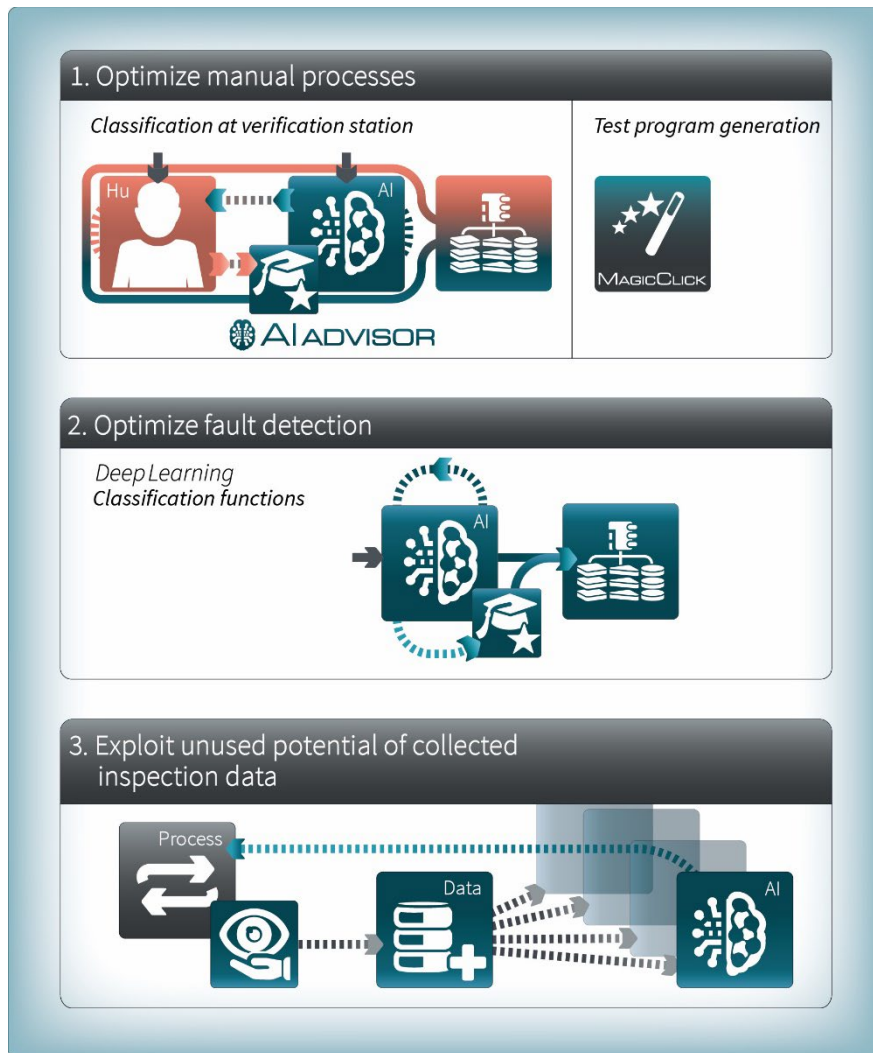 1. Optimize manual processes
Classification at verification station
Test program generation
Hu
AI
MAGICCLICK
AI ADVISOR
2. Optimize fault detection
Deep Learning
Classification functions
AI
3. Exploit unused potential of collected
inspection data
Process
Data
AI